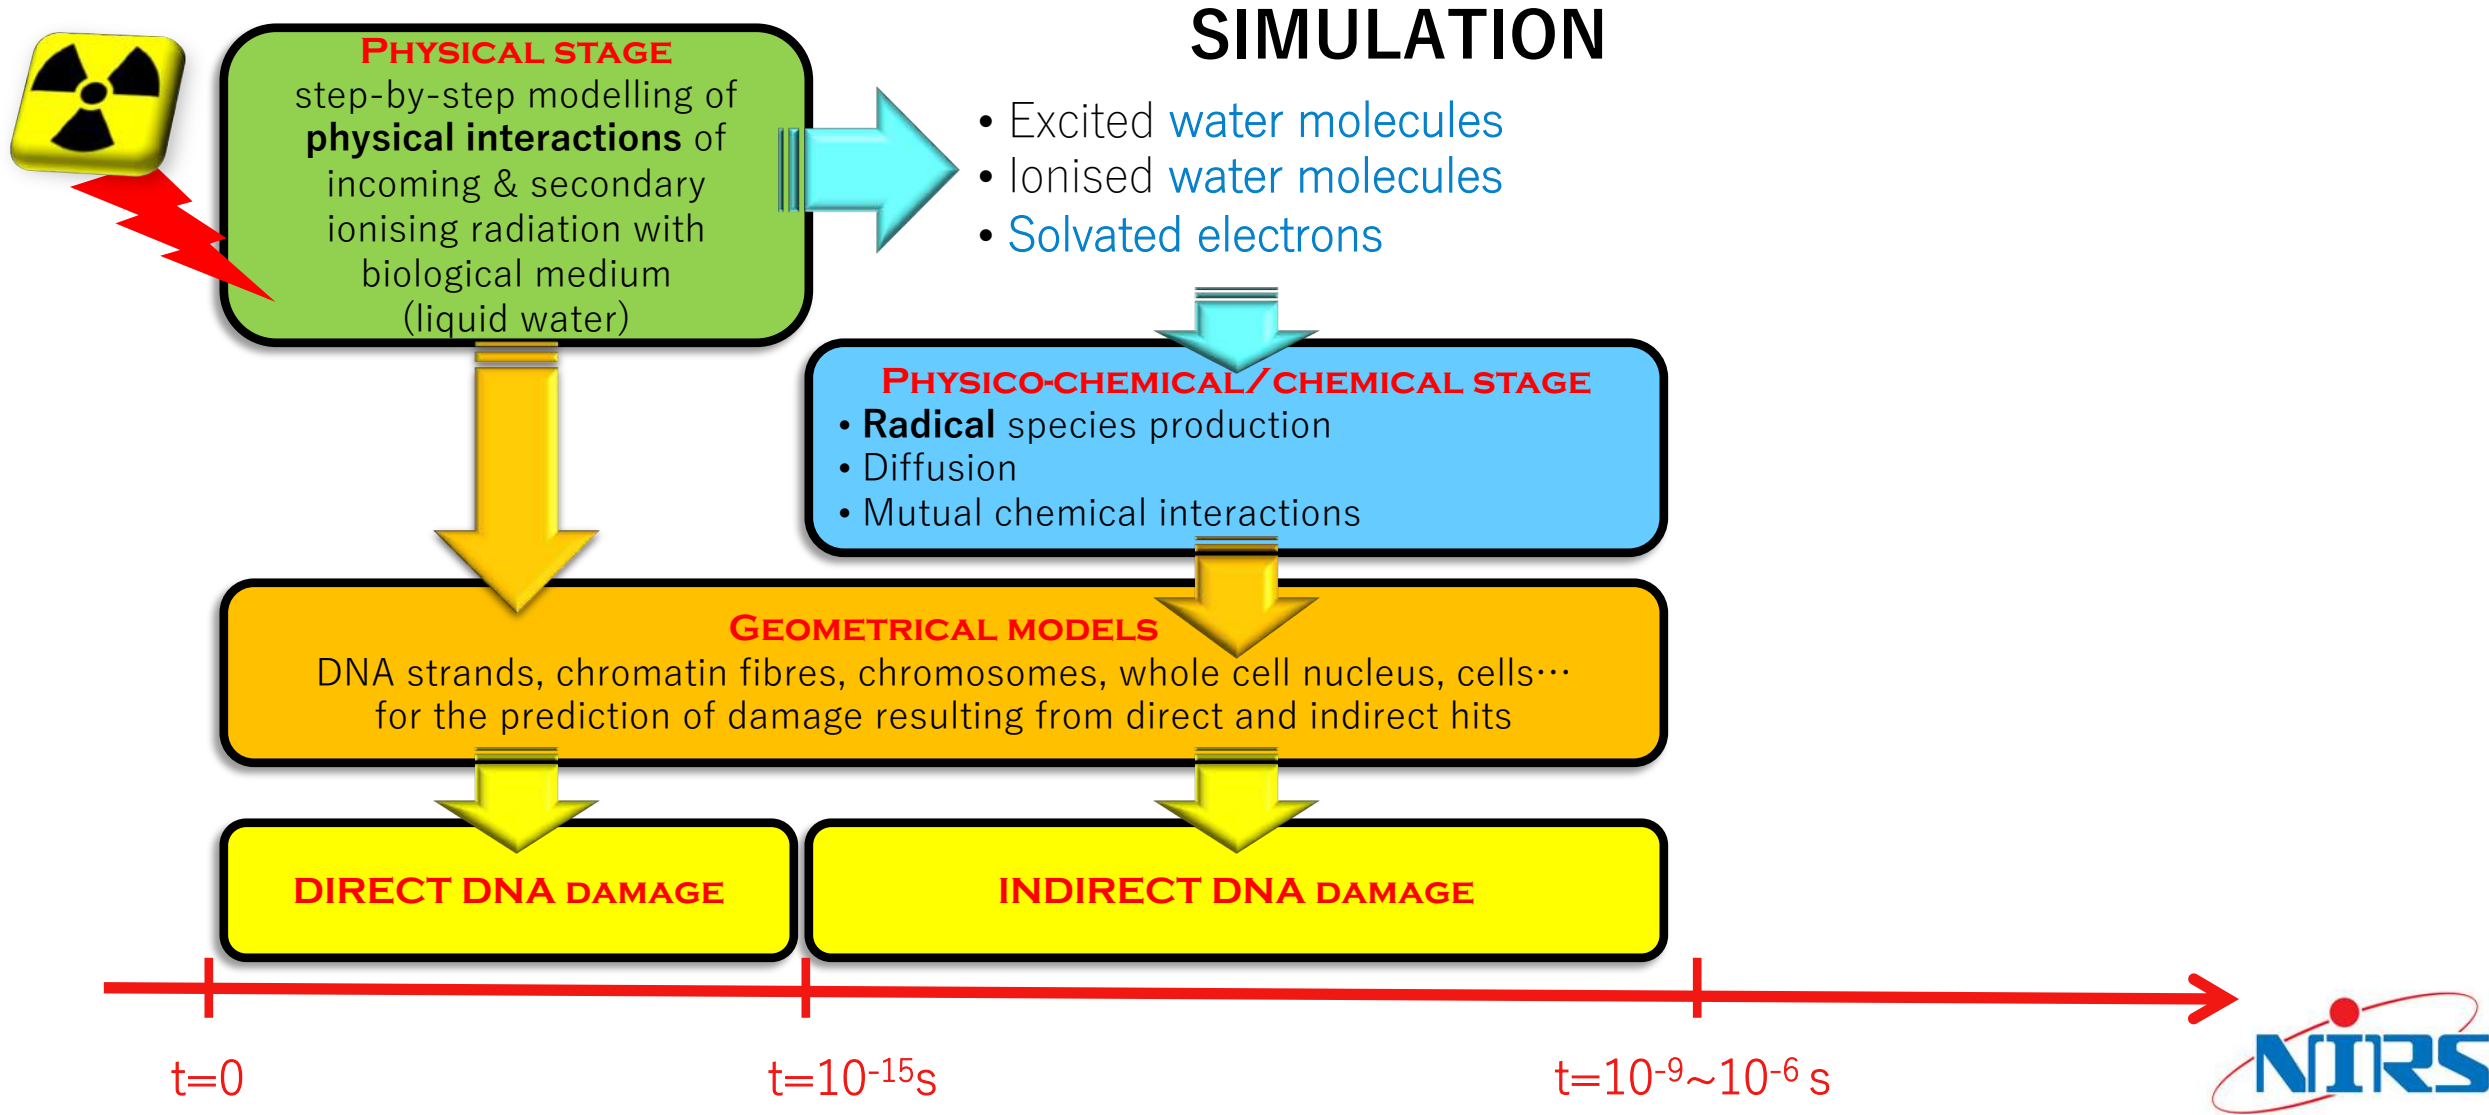 SIMULATION
PHYSICAL STAGE
step-by-step modelling of
physical interactions of
incoming & secondary
ionising radiation with
biological medium
(liquid water)
• Excited water molecules
• Ionised water molecules
• Solvated electrons
PHYSICO-CHEMICAL/CHEMICAL STAGE
• Radical species production
• Diffusion
• Mutual chemical interactions
GEOMETRICAL MODELS
DNA strands, chromatin fibres, chromosomes, whole cell nucleus, cells…
for the prediction of damage resulting from direct and indirect hits
DIRECT DNA DAMAGE
INDIRECT DNA DAMAGE
t=0
t=10⁻¹⁵s
t=10⁻⁹~10⁻⁶ s
NIRS